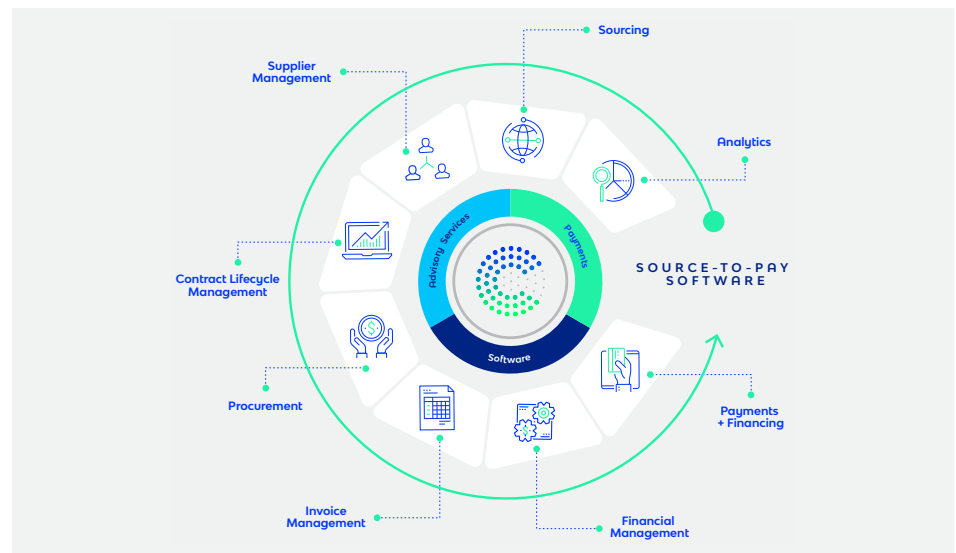 Sourcing
Supplier
Management
Analytics
Advisory Services
Payments
SOURCE-TO-PAY
SOFTWARE
Contract Lifecycle
Management
Software
Procurement
Payments
+ Financing
Invoice
Management
Financial
Management